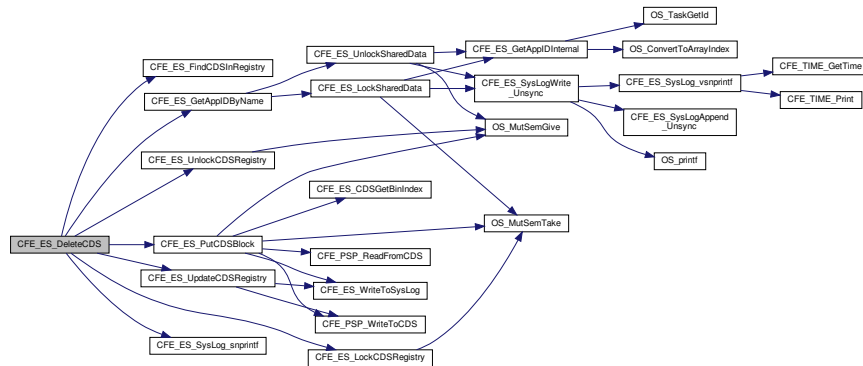 OS_TaskGetId
CFE_ES_UnlockSharedData
CFE_ES_GetAppIDInternal
OS_ConvertToArrayIndex
CFE_ES_FindCDSInRegistry
CFE_TIME_GetTime
CFE_ES_LockSharedData
CFE_ES_SysLogWrite
_Unsync
CFE_ES_SysLog_vsnprintf
CFE_ES_GetAppIDByName
CFE_TIME_Print
CFE_ES_SysLogAppend
_Unsync
OS_MutSemGive
CFE_ES_UnlockCDSRegistry
OS_printf
CFE_ES_CDSGetBinIndex
OS_MutSemTake
CFE_ES_DeleteCDS
CFE_ES_PutCDSBlock
CFE_PSP_ReadFromCDS
CFE_ES_UpdateCDSRegistry
CFE_ES_WriteToSysLog
CFE_PSP_WriteToCDS
CFE_ES_SysLog_snprintf
CFE_ES_LockCDSRegistry